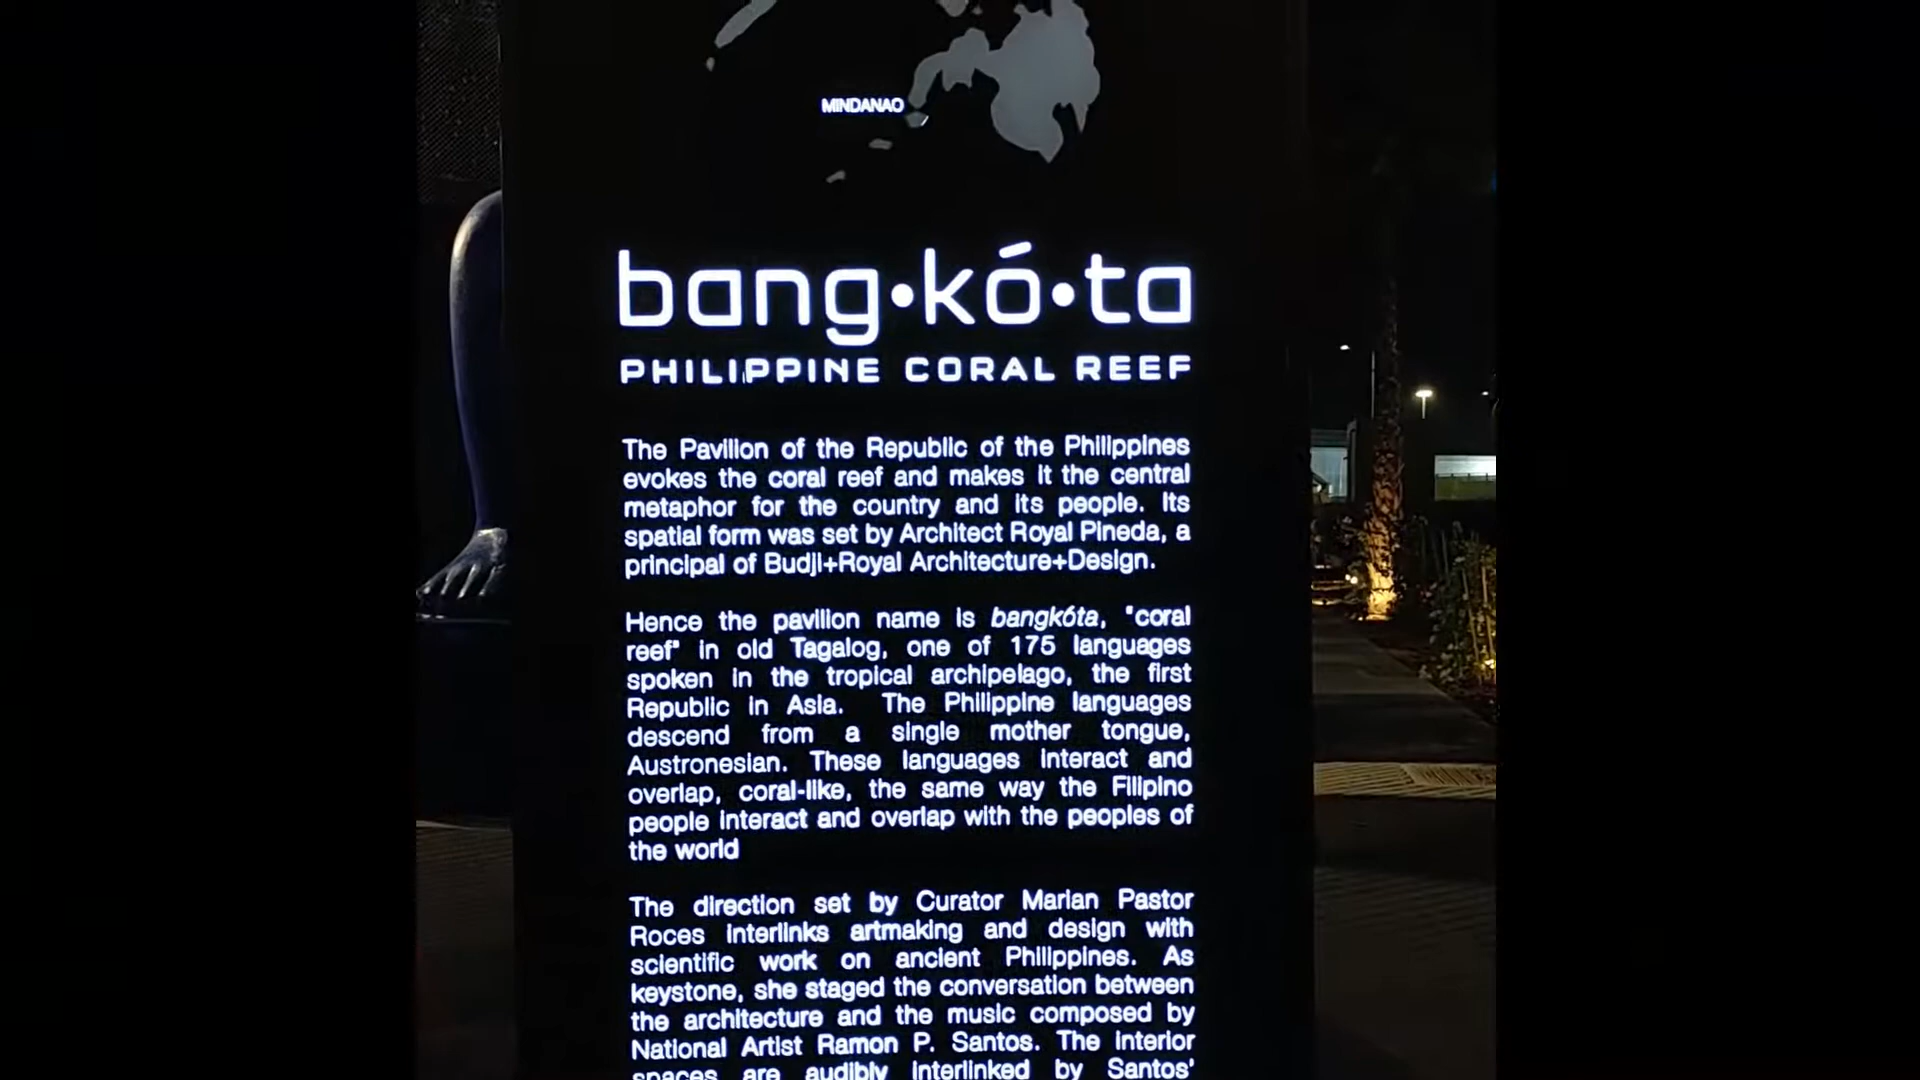 MINDANAO
bang•kó•ta
PHILIPPINE CORAL REEF
The Pavilion of the Republic of the Philippines
evokes the coral reef and makes it the central
metaphor for the country and its people. Its
spatial form was set by Architect Royal Pineda, a
principal of Budji+Royal Architecture+Design.
Hence the pavilion name is bangkóta, "coral
reef" in old Tagalog, one of 175 languages
spoken in the tropical archipelago, the first
Republic in Asia. The Philippine languages
descend from a single mother tongue,
Austronesian. These languages interact and
overlap, coral-like, the same way the Filipino
people interact and overlap with the peoples of
the world
The direction set by Curator Marian Pastor
Roces interlinks artmaking and design with
scientific work on ancient Philippines. As
keystone, she staged the conversation between
the architecture and the music composed by
National Artist Ramon P. Santos. The interior
spaces are audibly interlinked by Santos'